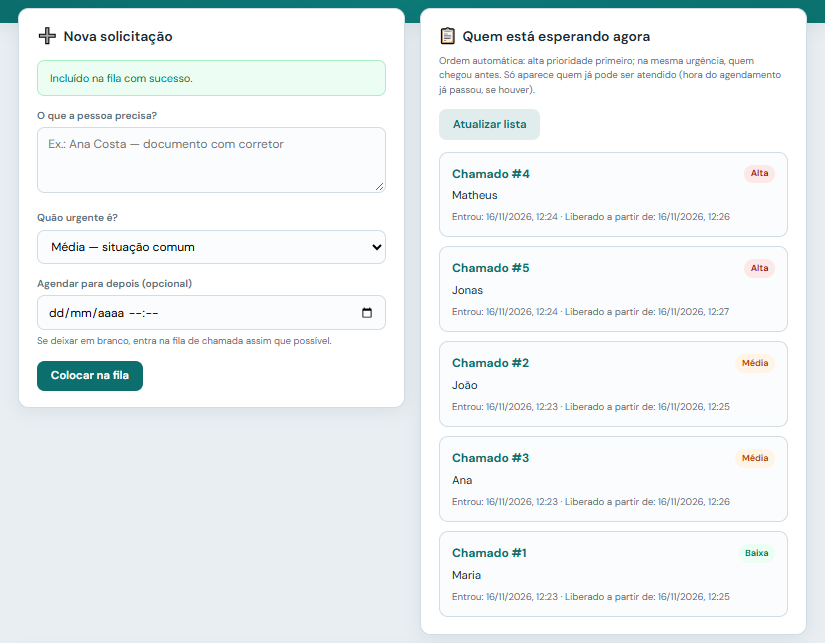 Nova solicitação
Incluído na fila com sucesso.
O que a pessoa precisa?
Ex.: Ana Costa — documento com corretor
Quão urgente é?
Média — situação comum
Agendar para depois (opcional)
dd/mm/aaaa --:--
Se deixar em branco, entra na fila de chamada assim que possível.
Colocar na fila
Quem está esperando agora
Ordem automática: alta prioridade primeiro; na mesma urgência, quem
chegou antes. Só aparece quem já pode ser atendido (hora do agendamento
já passou, se houver).
Atualizar lista
Chamado #4
Alta
Matheus
Entrou: 16/11/2026, 12:24 · Liberado a partir de: 16/11/2026, 12:26
Chamado #5
Alta
Jonas
Entrou: 16/11/2026, 12:24 · Liberado a partir de: 16/11/2026, 12:27
Chamado #2
Média
João
Entrou: 16/11/2026, 12:23 · Liberado a partir de: 16/11/2026, 12:25
Chamado #3
Média
Ana
Entrou: 16/11/2026, 12:23 · Liberado a partir de: 16/11/2026, 12:26
Chamado #1
Baixa
Maria
Entrou: 16/11/2026, 12:23 · Liberado a partir de: 16/11/2026, 12:25